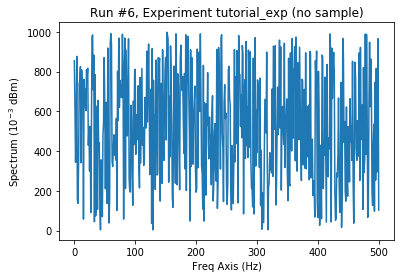 Run #6, Experiment tutorial_exp (no sample)
1000
800
600
400
200
0
Spectrum (10⁻³ dBm)
0 100 200 300 400 500
Freq Axis (Hz)